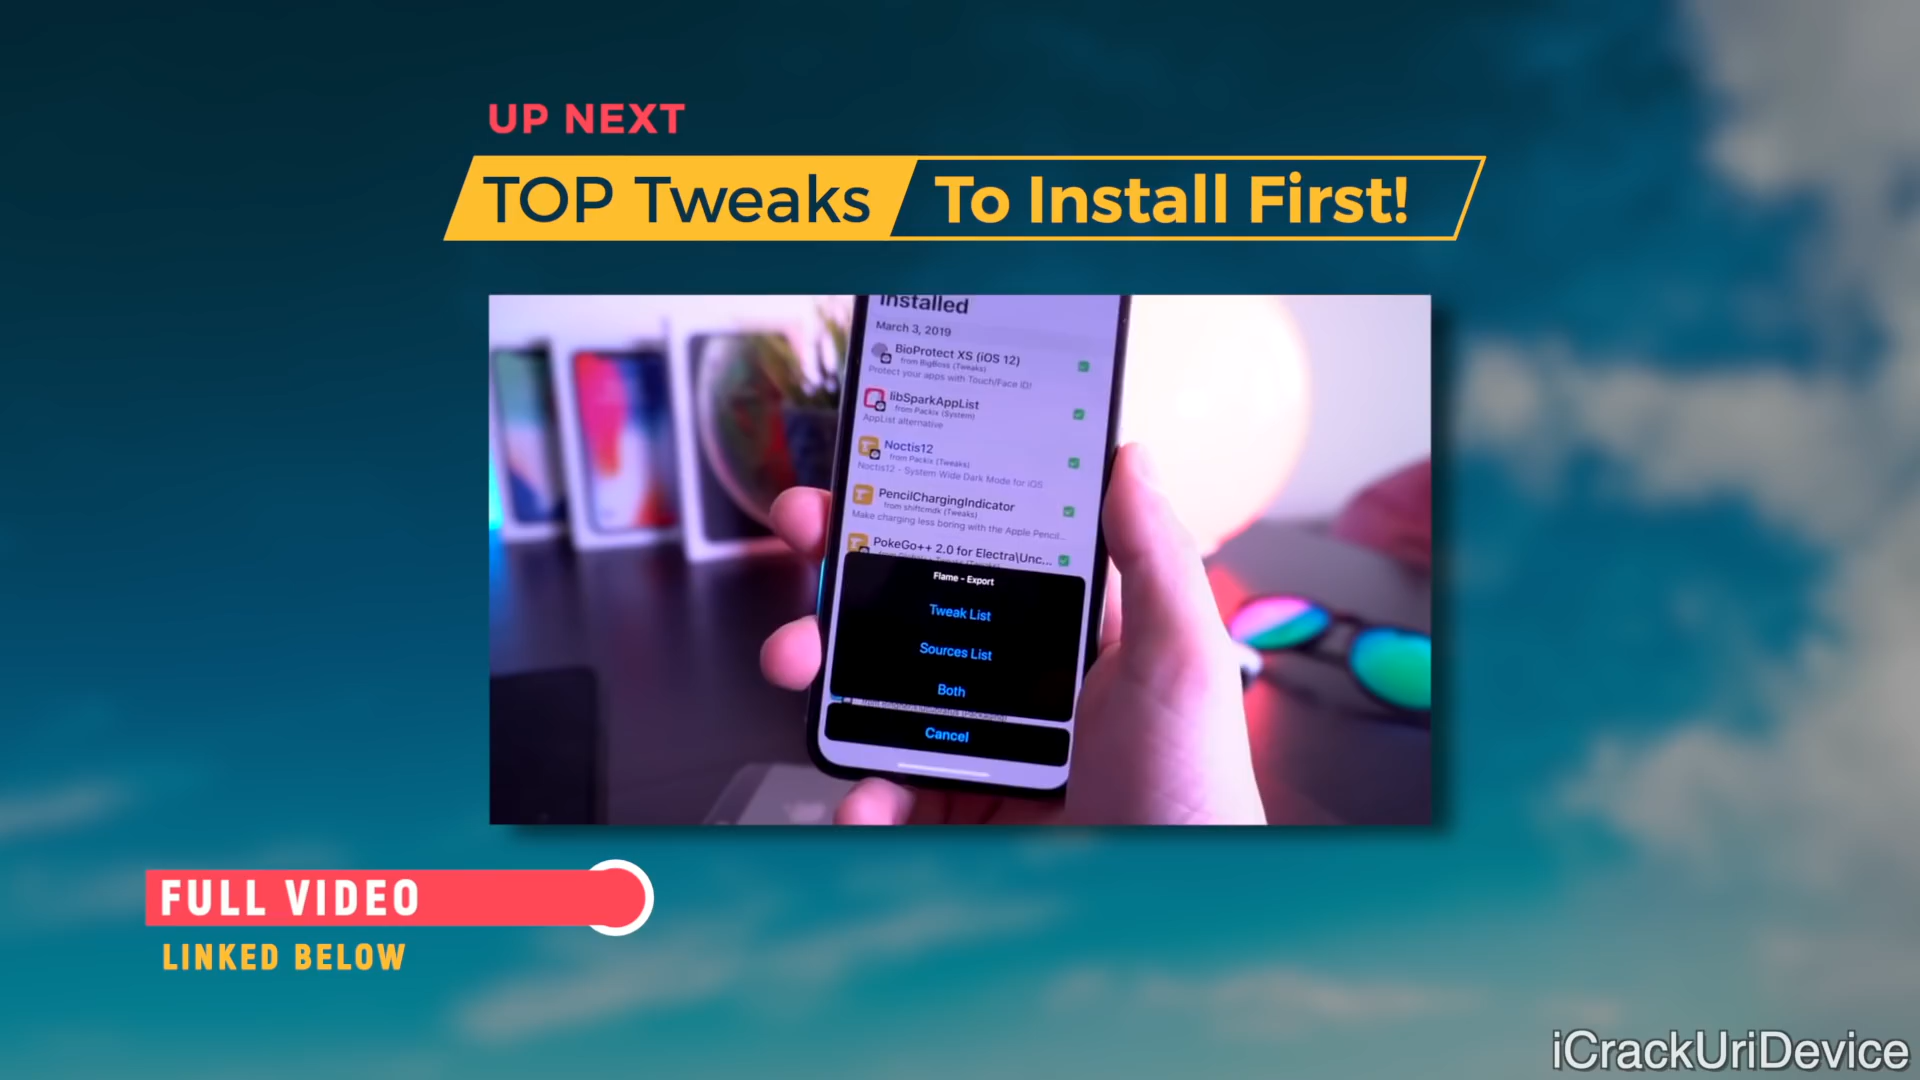 UP NEXT
TOP Tweaks To Install First!
Installed
March 3, 2019
BioProtect XS (iOS 12)
from BigBoss (Tweaks)
Protect your apps with Touch/Face ID!
libSparkAppList
from Packix (System)
AppList alternative
Noctis12
from Packix (Tweaks)
Noctis12 - System Wide Dark Mode for iOS
PencilChargingIndicator
from shiftcmdk (Tweaks)
Make charging less boring with the Apple Pencil...
PokeGo++ 2.0 for Electra\Unc...
Flame - Export
Tweak List
Sources List
Both
Cancel
FULL VIDEO
LINKED BELOW
iCrackUriDevice